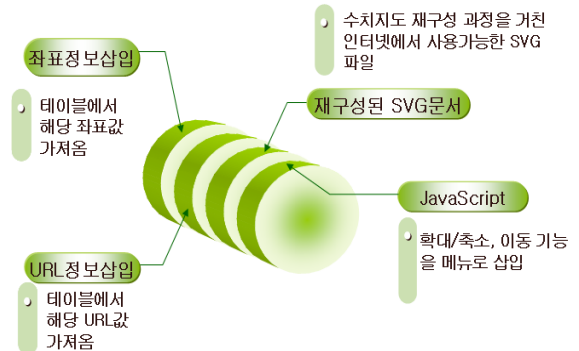 수치지도 재구성 과정을 거친
인터넷에서 사용가능한 SVG
파일
좌표정보삽입
테이블에서
해당 좌표값
가져옴
재구성된 SVG문서
JavaScript
확대/축소, 이동 기능
을 메뉴로 삽입
URL정보삽입
테이블에서
해당 URL값
가져옴